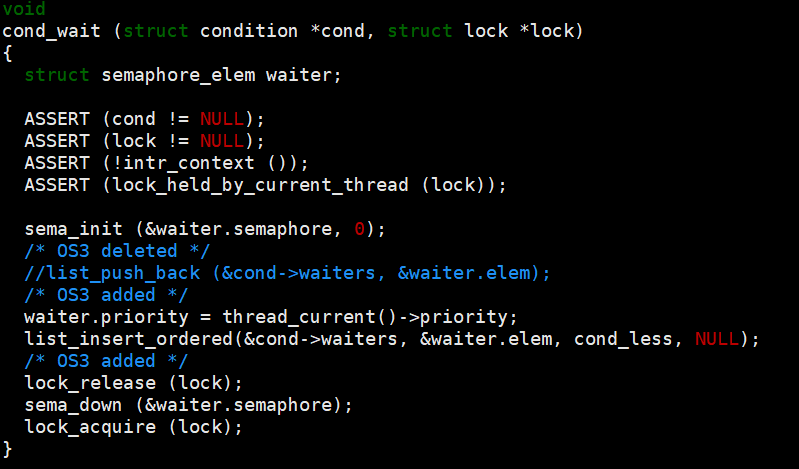 void
cond_wait (struct condition *cond, struct lock *lock)
{
  struct semaphore_elem waiter;

  ASSERT (cond != NULL);
  ASSERT (lock != NULL);
  ASSERT (!intr_context ());
  ASSERT (lock_held_by_current_thread (lock));

  sema_init (&waiter.semaphore, 0);
  /* OS3 deleted */
  //list_push_back (&cond->waiters, &waiter.elem);
  /* OS3 added */
  waiter.priority = thread_current()->priority;
  list_insert_ordered(&cond->waiters, &waiter.elem, cond_less, NULL);
  /* OS3 added */
  lock_release (lock);
  sema_down (&waiter.semaphore);
  lock_acquire (lock);
}